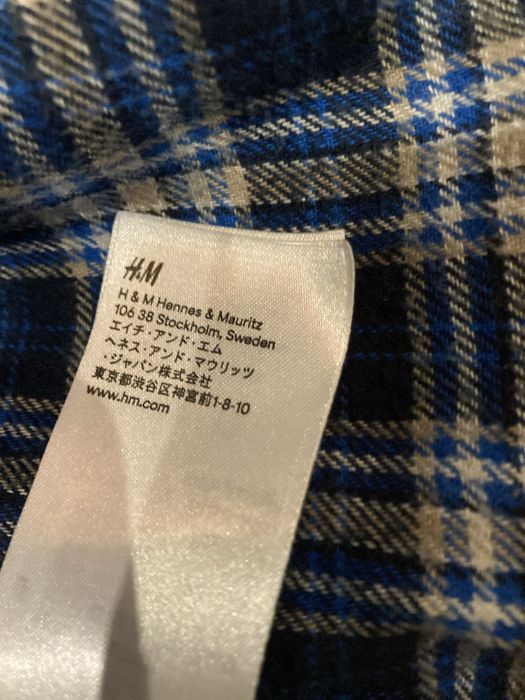 H&M
H & M Hennes & Mauritz
106 38 Stockholm, Sweden
エイチ・アンド・エム
ヘネス・アンド・マウリッツ
・ジャパン株式会社
東京都渋谷区神宮前1-8-10
www.hm.com